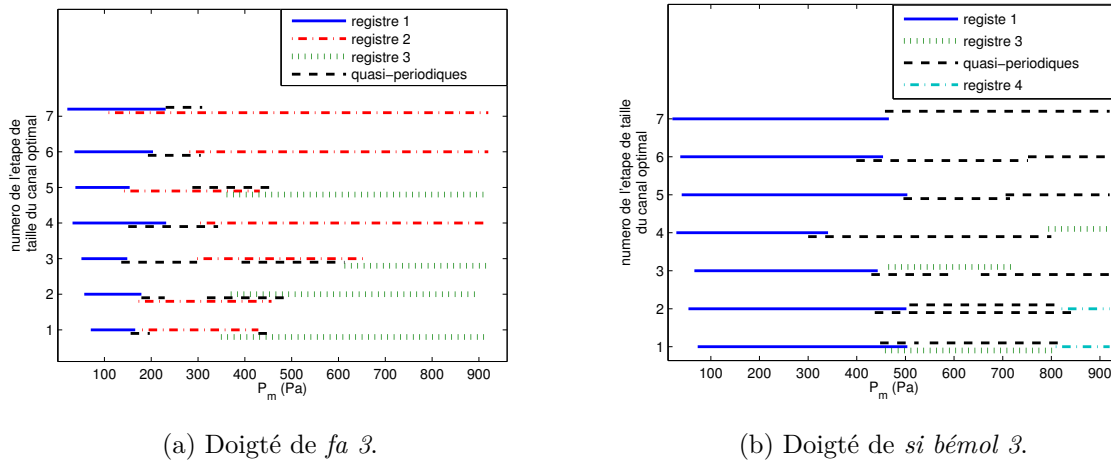 registre 1
registre 2
registre 3
quasi−periodiques
numero de l'etape de
taille du canal optimal
7
6
5
4
3
2
1
100 200 300 400 500 600 700 800 900
P_m (Pa)
(a) Doigté de fa 3.
registe 1
registre 3
quasi−periodiques
registre 4
numero de l'etape de taille
du canal optimal
7
6
5
4
3
2
1
100 200 300 400 500 600 700 800 900
P_m (Pa)
(b) Doigté de si bémol 3.